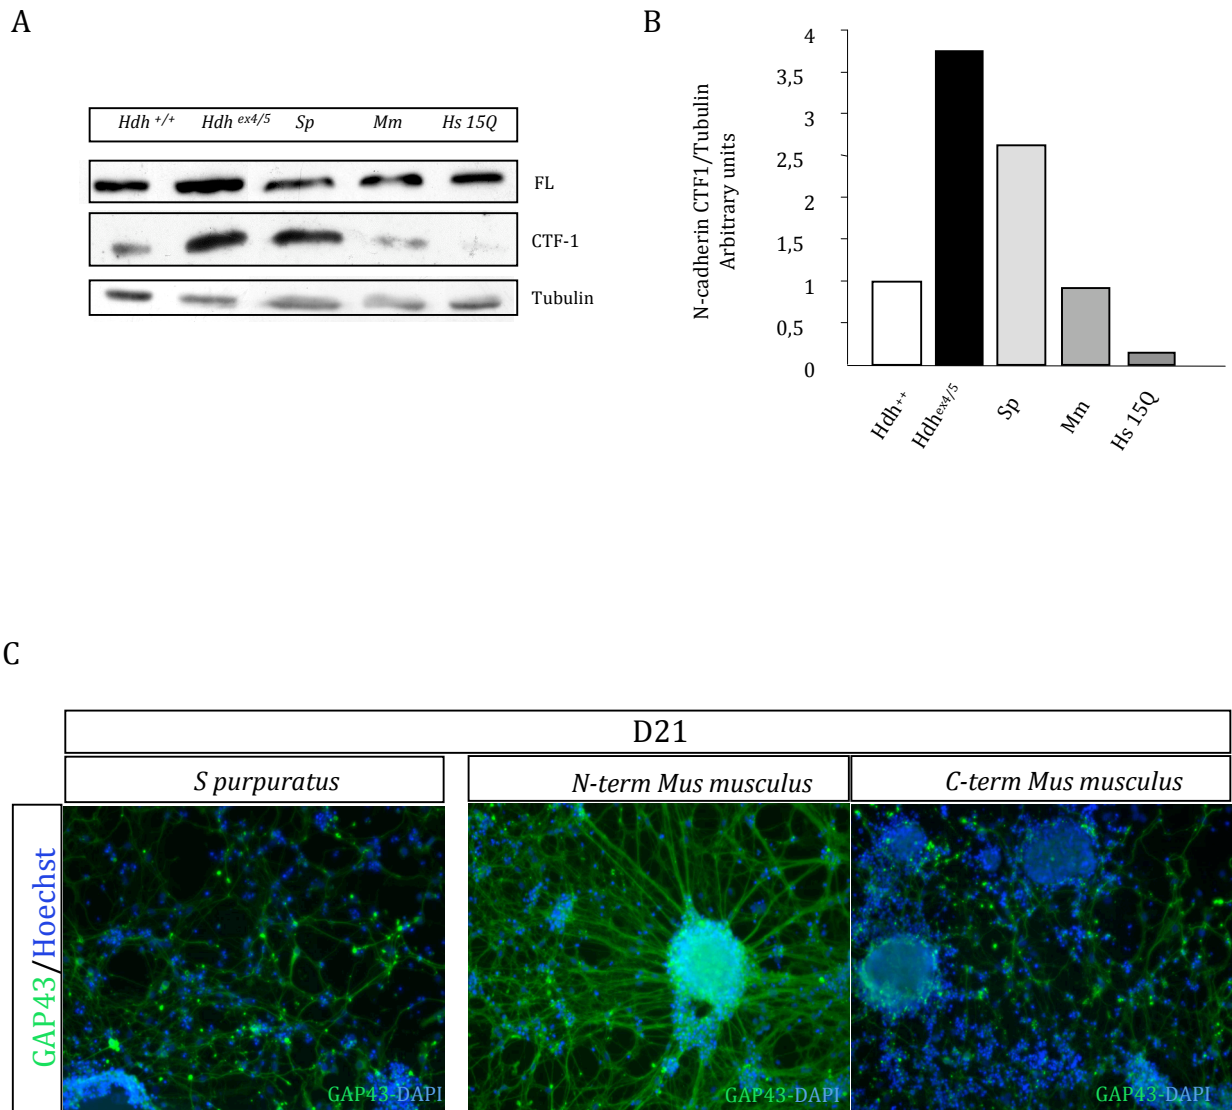 A
Hdh +/+ Hdh ex4/5 Sp Mm Hs 15Q
FL
CTF-1
Tubulin
B
N-cadherin CTF1/Tubulin
Arbitrary units
4
3,5
3
2,5
2
1,5
1
0,5
0
Hdh++
Hdhex4/5
Sp
Mm
Hs 15Q
C
D21
S purpuratus
N-term Mus musculus
C-term Mus musculus
GAP43/Hoechst
GAP43-DAPI
GAP43-DAPI
GAP43-DAPI